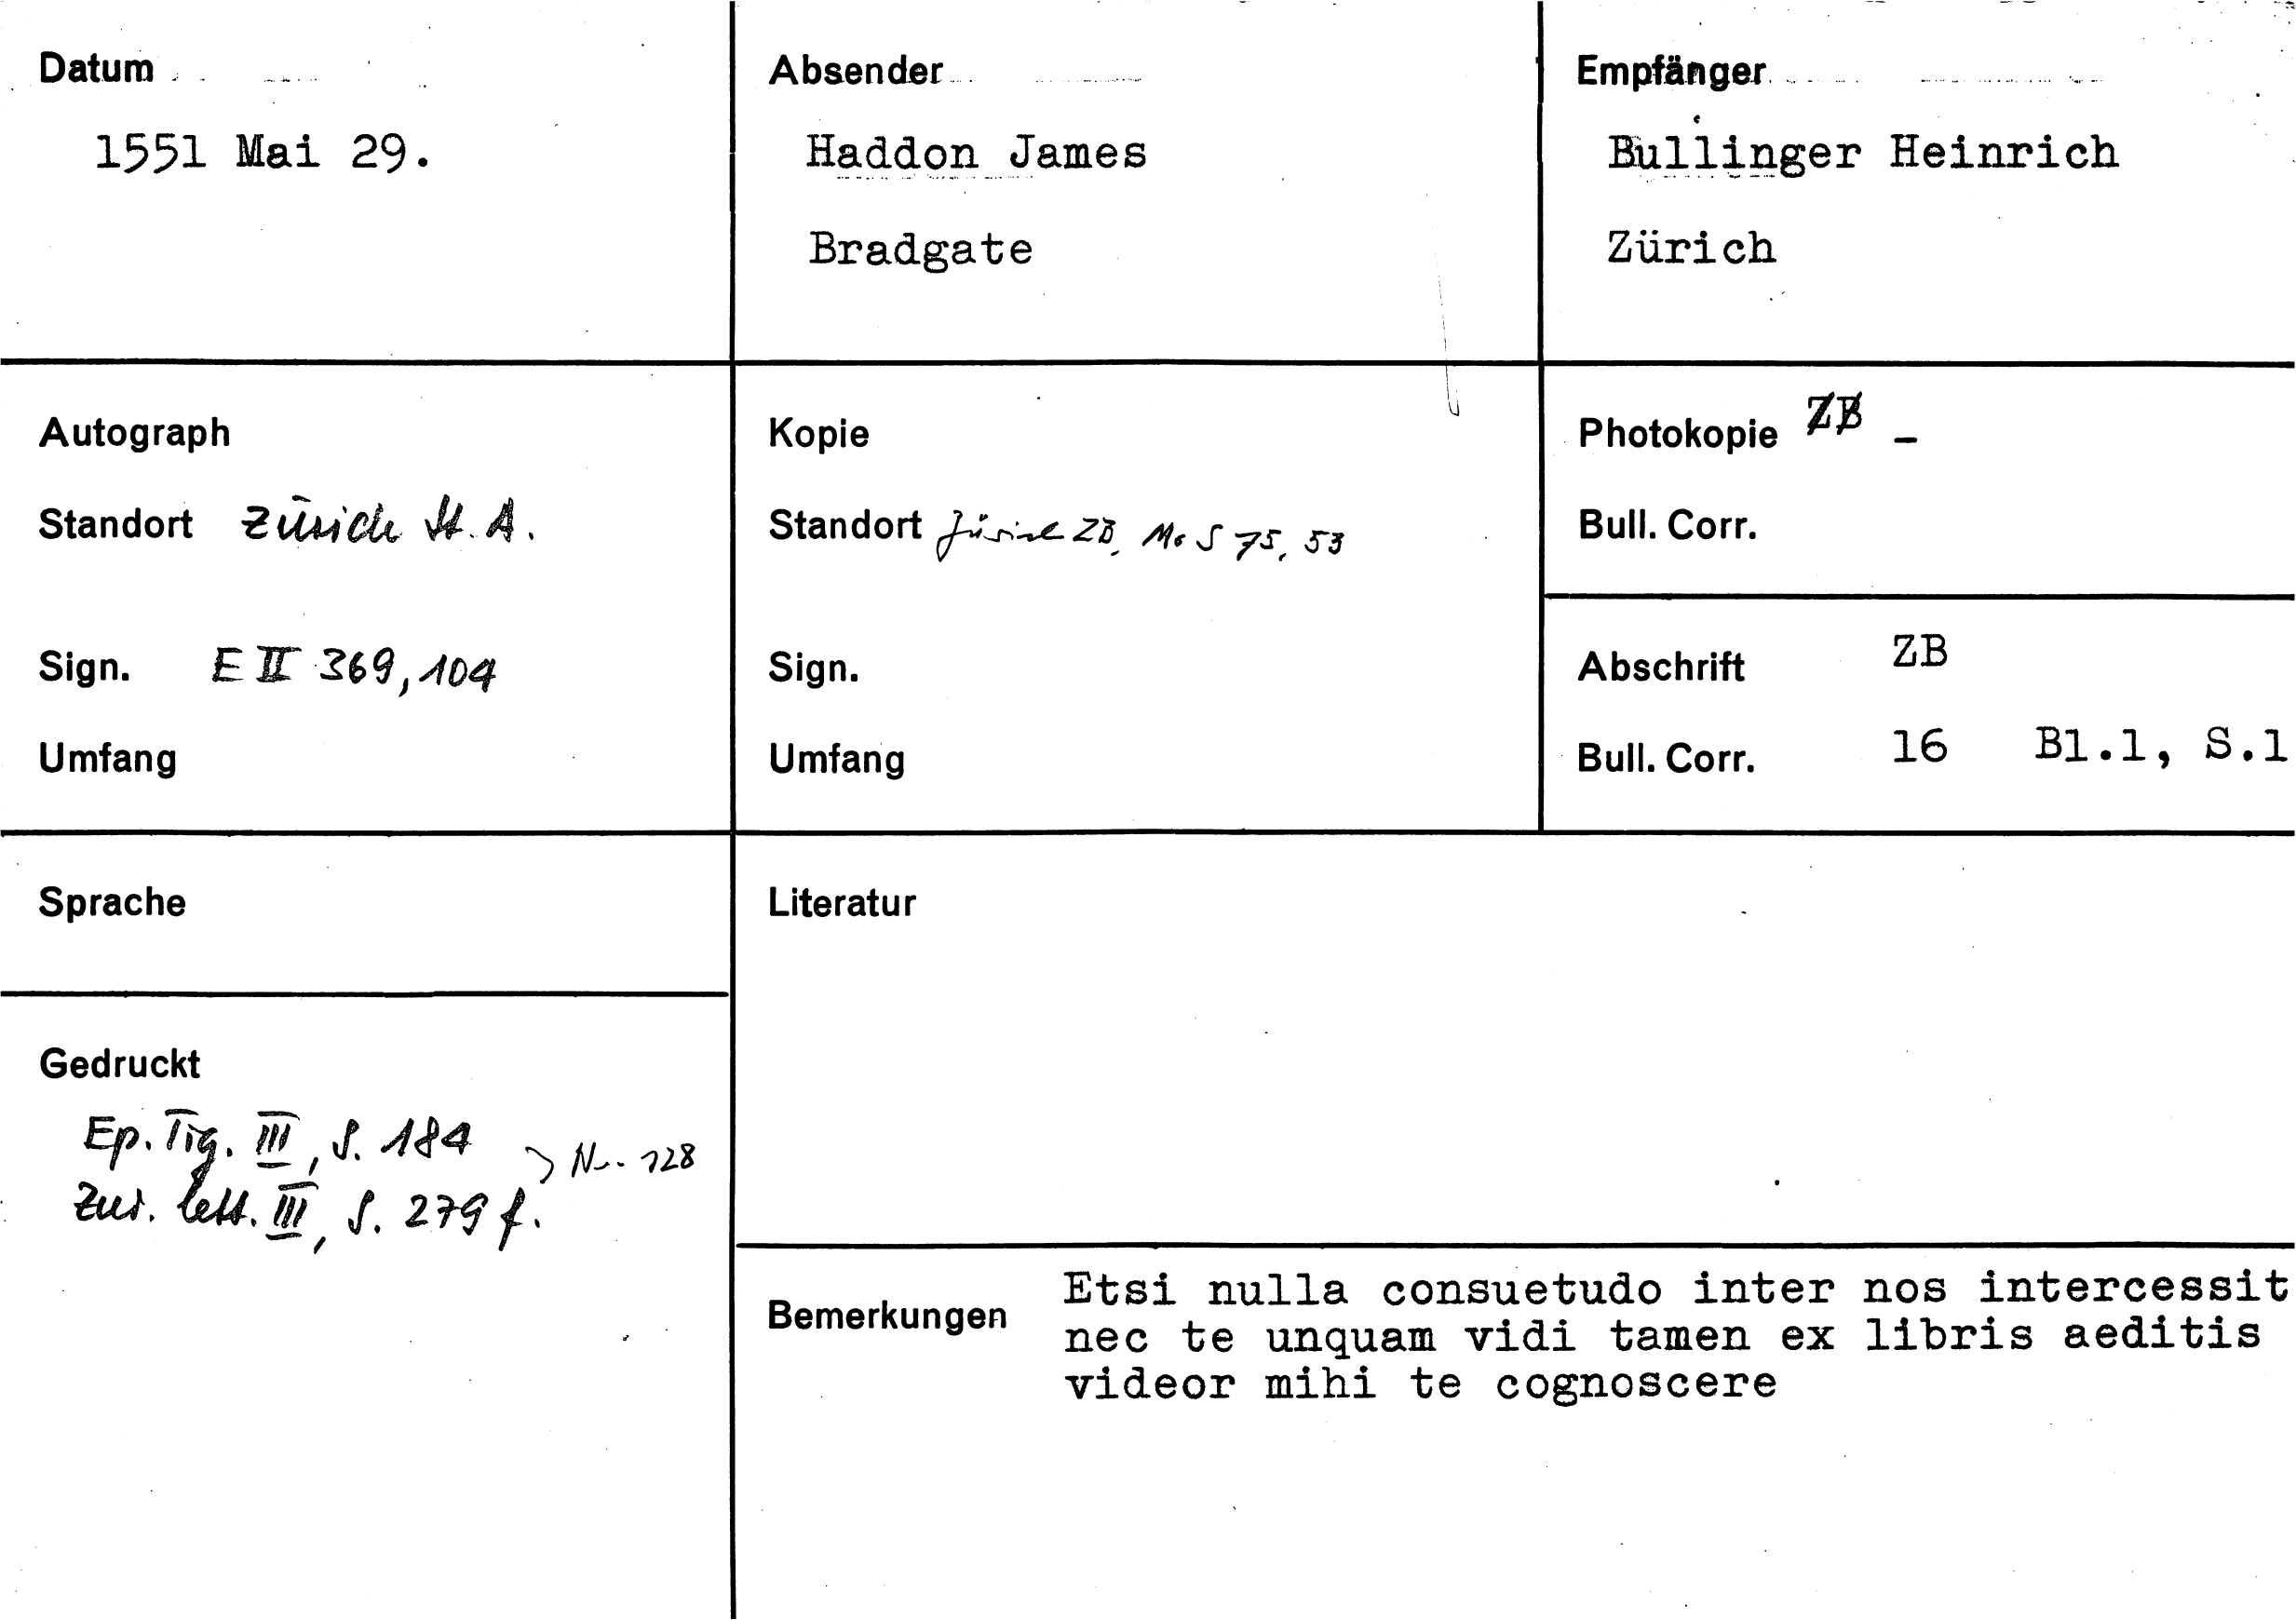 Datum
1551 Mai 29.
Absender
Haddon James
Bradgate
Empfänger
Bullinger Heinrich
Zürich
Autograph
Standort Zürich St. A.
Sign. E II 369, 104
Umfang
Kopie
Standort Zürich ZB, Ms S 75, 53
Sign.
Umfang
Photokopie ZB –
Bull. Corr.
Abschrift ZB
Bull. Corr. 16 Bl.1, S.1
Sprache
Literatur
Gedruckt
Ep. Tig. III, S. 184
Zur. lett. III, S. 279 f.
Nr. 128
Bemerkungen
Etsi nulla consuetudo inter nos intercessit
nec te unquam vidi tamen ex libris aeditis
videor mihi te cognoscere